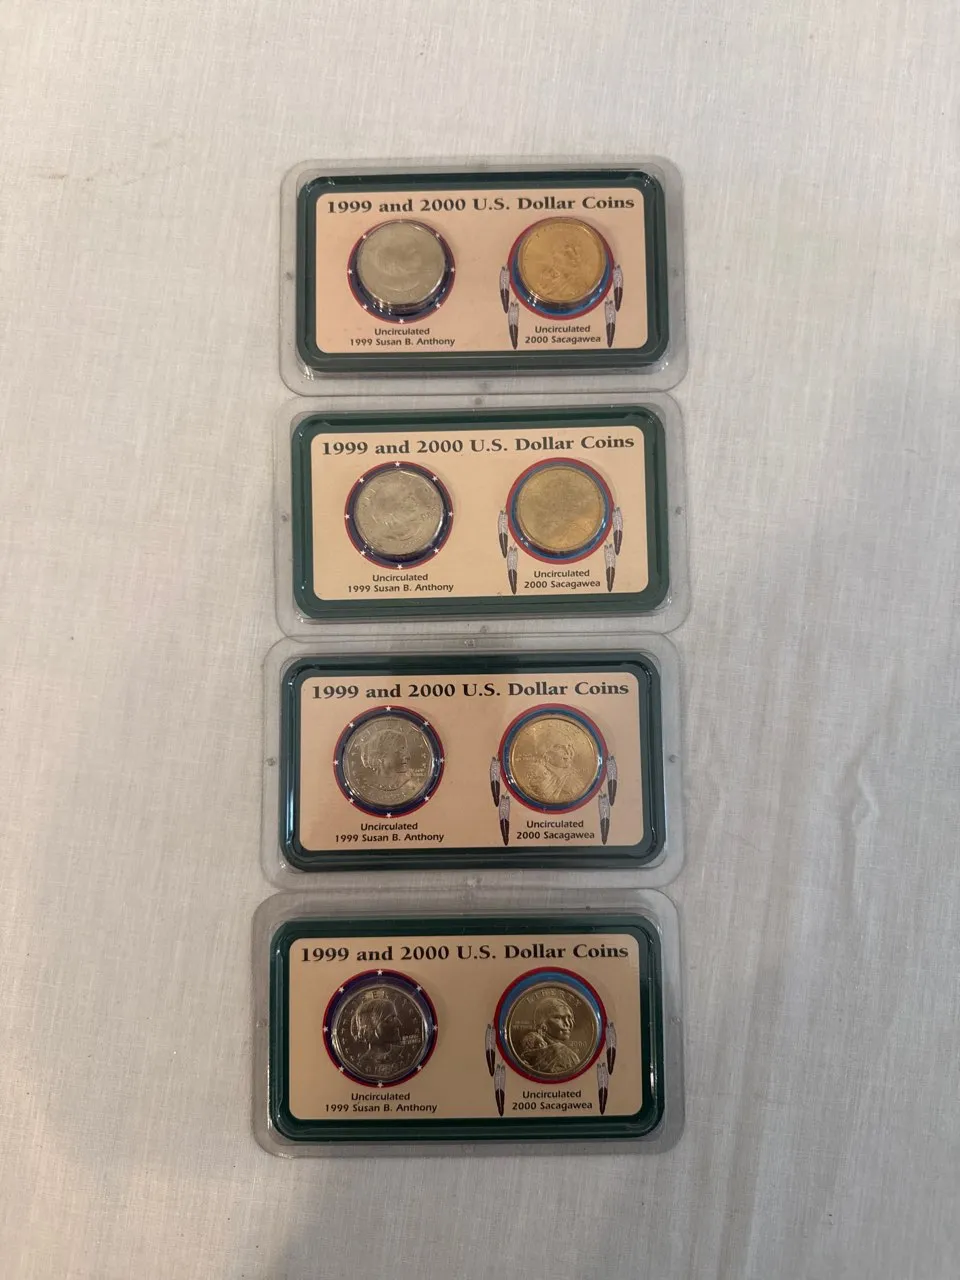 1999 and 2000 U.S. Dollar Coins
Uncirculated
1999 Susan B. Anthony
Uncirculated
2000 Sacagawea
1999 and 2000 U.S. Dollar Coins
Uncirculated
1999 Susan B. Anthony
Uncirculated
2000 Sacagawea
1999 and 2000 U.S. Dollar Coins
Uncirculated
1999 Susan B. Anthony
Uncirculated
2000 Sacagawea
1999 and 2000 U.S. Dollar Coins
LIBERTY
LIBERTY
2000
Uncirculated
1999 Susan B. Anthony
Uncirculated
2000 Sacagawea